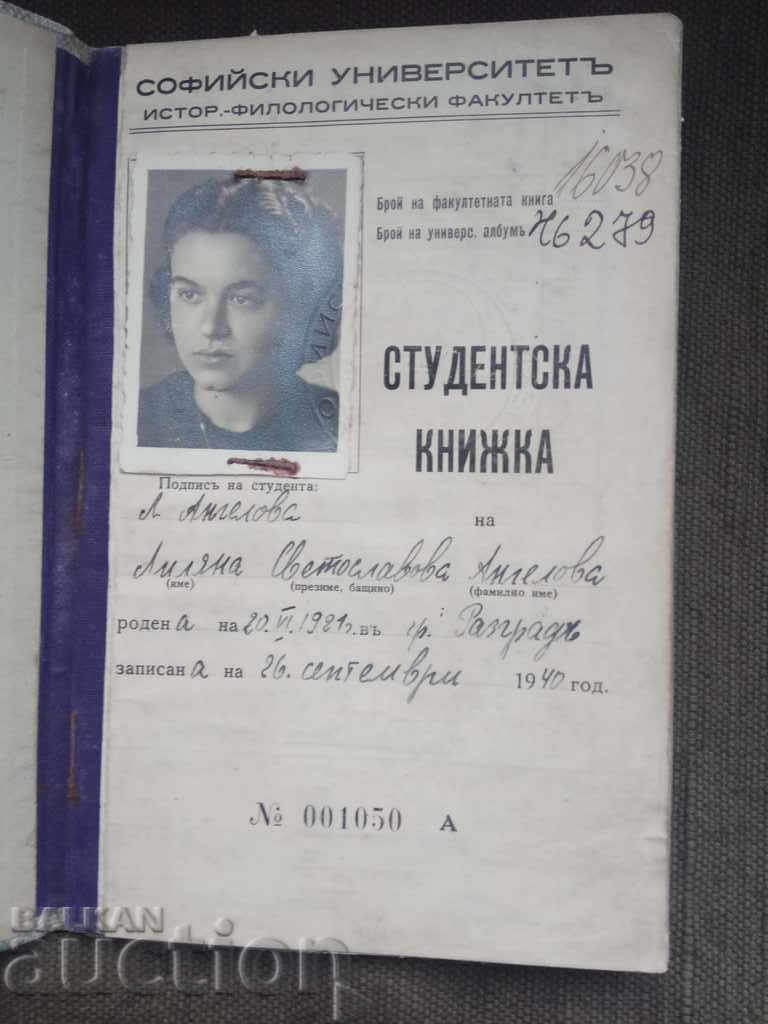 СОФИЙСКИ УНИВЕРСИТЕТЪ
ИСТОР.-ФИЛОЛОГИЧЕСКИ ФАКУЛТЕТЪ
Брой на факултетната книга 16038
Брой на универс. албумъ 46279
СТУДЕНТСКА
КНИЖКА
Подписъ на студента:
Л. Ангелова
на
Лиляна Светославова Ангелова
(име) (презиме, бащино) (фамилно име)
родена на 20.VI.1921г. въ гр. Разградъ
записана на 26. септемврий 1940 год.
№ 001050 А
BALKAN
auction